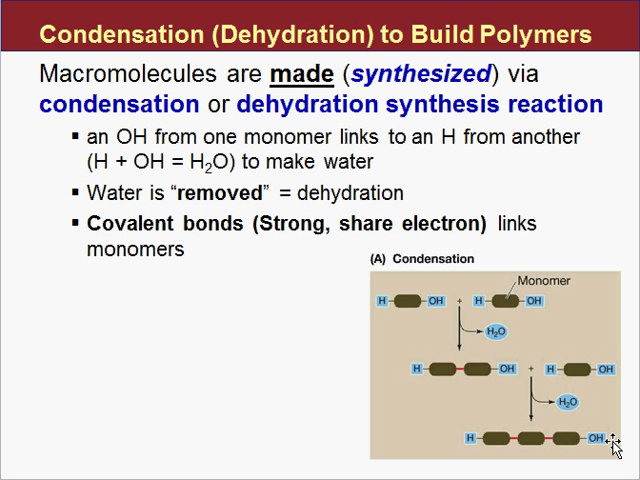 Condensation (Dehydration) to Build Polymers
Macromolecules are made (synthesized) via
condensation or dehydration synthesis reaction
▪ an OH from one monomer links to an H from another
(H + OH = H₂O) to make water
▪ Water is “removed” = dehydration
▪ Covalent bonds (Strong, share electron) links
monomers
(A) Condensation
Monomer
H OH + H OH
H₂O
H OH + H OH
H₂O
H OH